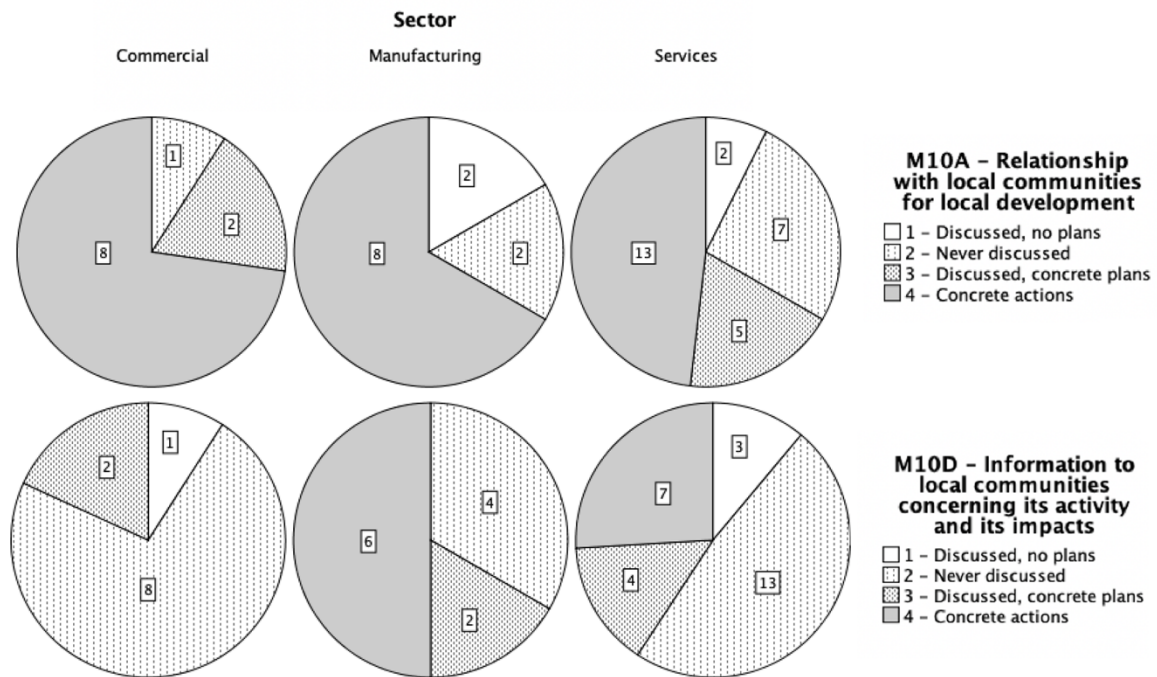 Sector
Commercial
Manufacturing
Services
1
2
8
2
2
8
2
7
5
13
M10A – Relationship
with local communities
for local development
1 – Discussed, no plans
2 – Never discussed
3 – Discussed, concrete plans
4 – Concrete actions
1
2
8
4
6
2
3
7
4
13
M10D – Information to
local communities
concerning its activity
and its impacts
1 – Discussed, no plans
2 – Never discussed
3 – Discussed, concrete plans
4 – Concrete actions